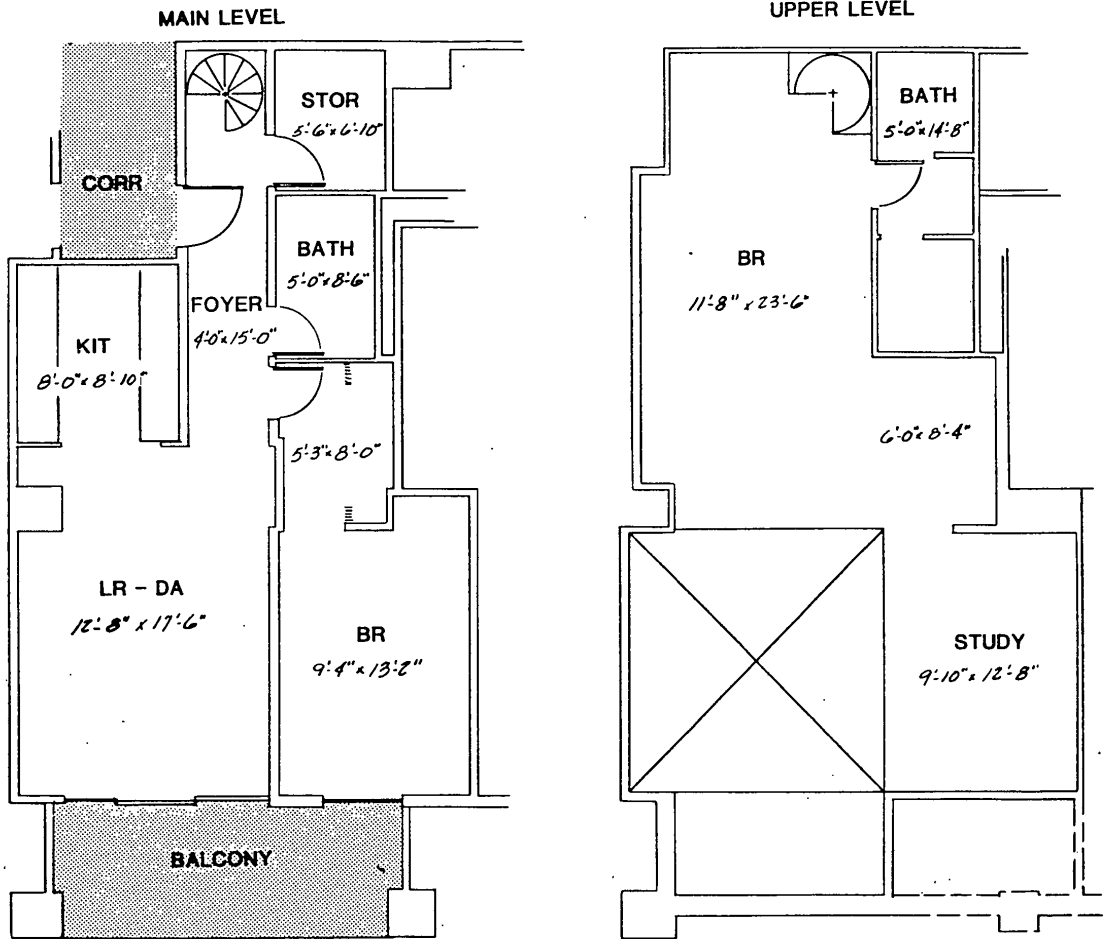 MAIN LEVEL
STOR
5'-6" x 6'-10"
CORR
BATH
5'-0" x 8'-6"
FOYER
4'-0" x 15'-0"
KIT
8'-0" x 8'-10"
5'-3" x 8'-0"
LR - DA
12'-8" x 17'-6"
BR
9'-4" x 13'-2"
BALCONY
UPPER LEVEL
BATH
5'-0" x 14'-8"
BR
11'-8" x 23'-6"
6'-0" x 8'-4"
STUDY
9'-10" x 12'-8"